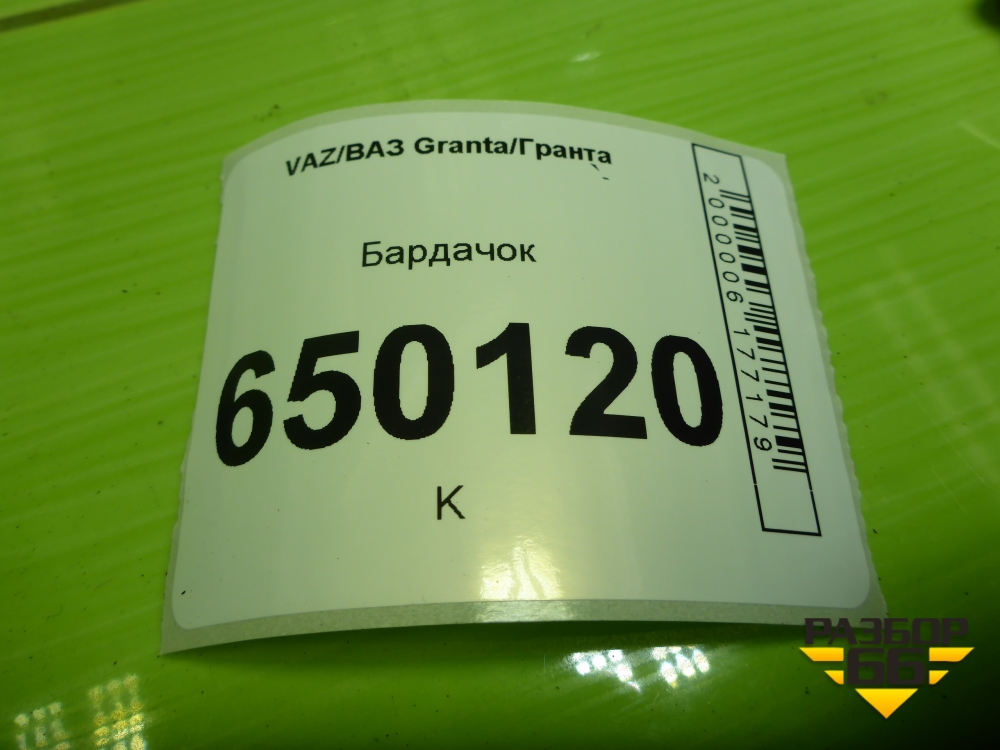 VAZ/ВАЗ Granta/Гранта
Бардачок
650120
К
2000006177179
РАЗБОР
66